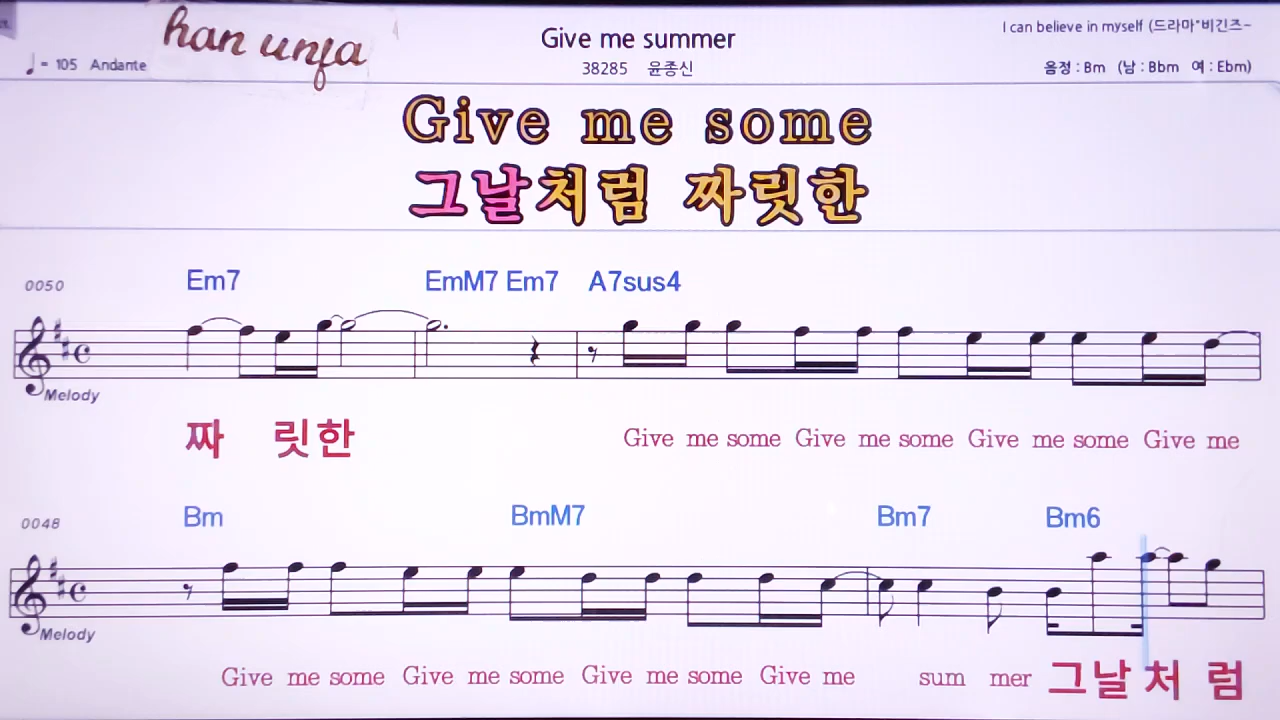 han unfa
Give me summer
I can believe in myself (드라마"비긴즈-
= 105 Andante
38285 윤종신
음정 : Bm (남 : Bbm 여 : Ebm)
Give me some
그날처럼 짜릿한
0050 Em7 EmM7 Em7 A7sus4
Melody
짜 릿한 Give me some Give me some Give me some Give me
0048 Bm BmM7 Bm7 Bm6
Melody
Give me some Give me some Give me some Give me sum mer 그날 처 럼